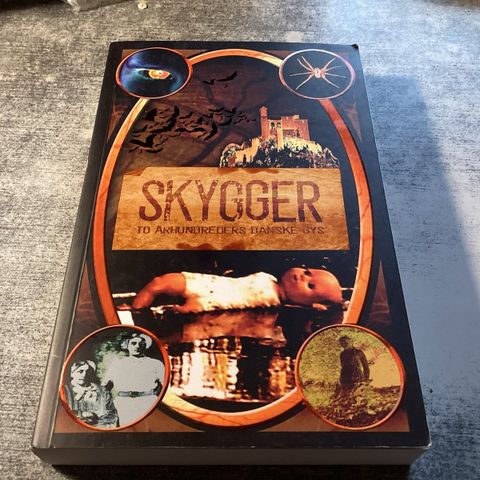 SKYGGER
TO ÅRHUNDREDERS DANSKE GYS